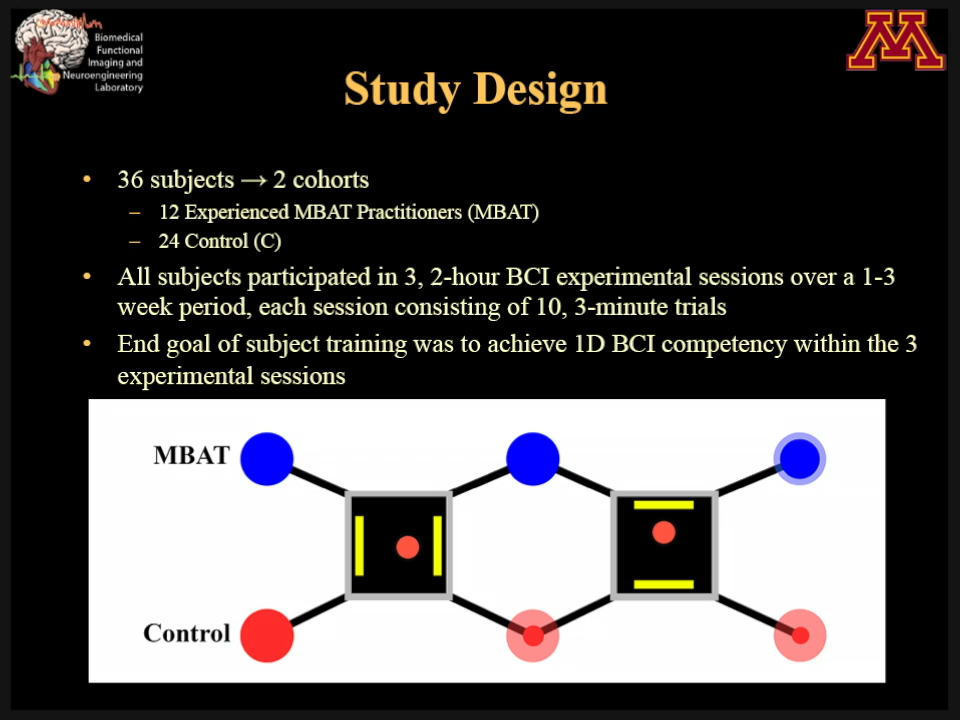 Biomedical
Functional
Imaging and
Neuroengineering
Laboratory
M
Study Design
• 36 subjects → 2 cohorts
– 12 Experienced MBAT Practitioners (MBAT)
– 24 Control (C)
• All subjects participated in 3, 2-hour BCI experimental sessions over a 1-3
week period, each session consisting of 10, 3-minute trials
• End goal of subject training was to achieve 1D BCI competency within the 3
experimental sessions
MBAT
Control